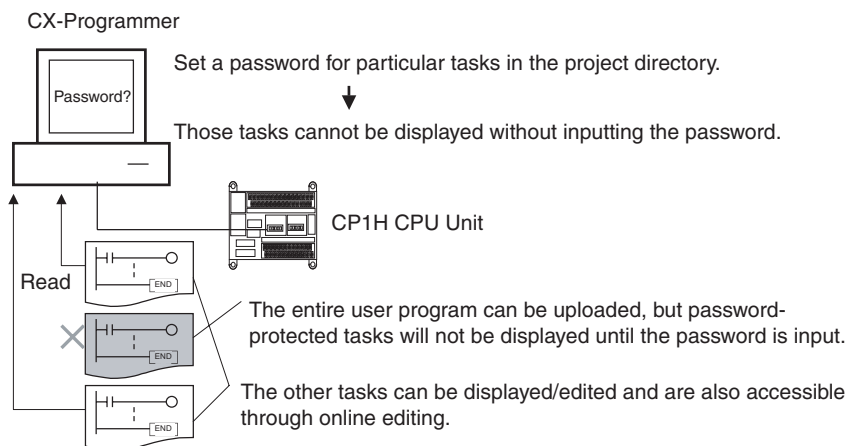 CX-Programmer
Set a password for particular tasks in the project directory.
Password?
Those tasks cannot be displayed without inputting the password.
CP1H CPU Unit
Read
END
The entire user program can be uploaded, but password-
protected tasks will not be displayed until the password is input.
END
The other tasks can be displayed/edited and are also accessible
through online editing.
END